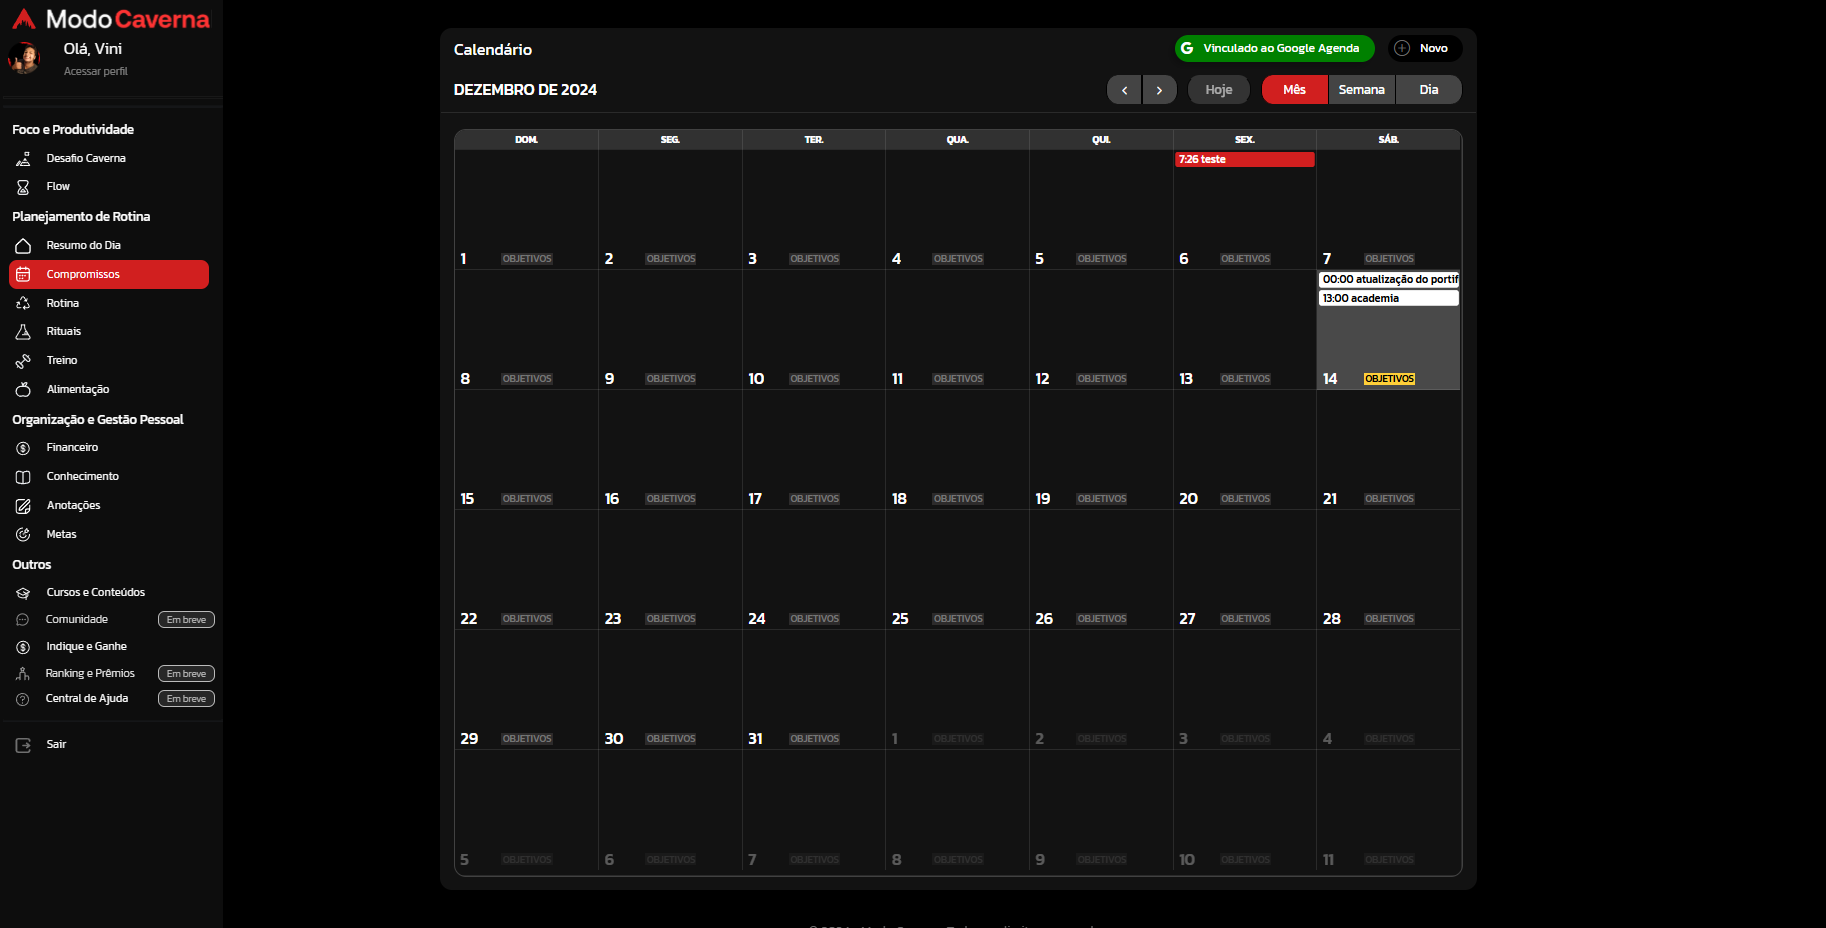 Modo Caverna
Olá, Vini
Acessar perfil
Foco e Produtividade
Desafio Caverna
Flow
Planejamento de Rotina
Resumo do Dia
Compromissos
Rotina
Rituais
Treino
Alimentação
Organização e Gestão Pessoal
Financeiro
Conhecimento
Anotações
Metas
Outros
Cursos e Conteúdos
Comunidade Em breve
Indique e Ganhe
Ranking e Prêmios Em breve
Central de Ajuda Em breve
Sair
Calendário
Vinculado ao Google Agenda
Novo
DEZEMBRO DE 2024
Hoje
Mês Semana Dia
DOM. SEG. TER. QUA. QUI. SEX. SÁB.
7:26 teste
1 OBJETIVOS 2 OBJETIVOS 3 OBJETIVOS 4 OBJETIVOS 5 OBJETIVOS 6 OBJETIVOS 7 OBJETIVOS
00:00 atualização do portif
13:00 academia
8 OBJETIVOS 9 OBJETIVOS 10 OBJETIVOS 11 OBJETIVOS 12 OBJETIVOS 13 OBJETIVOS 14 OBJETIVOS
15 OBJETIVOS 16 OBJETIVOS 17 OBJETIVOS 18 OBJETIVOS 19 OBJETIVOS 20 OBJETIVOS 21 OBJETIVOS
22 OBJETIVOS 23 OBJETIVOS 24 OBJETIVOS 25 OBJETIVOS 26 OBJETIVOS 27 OBJETIVOS 28 OBJETIVOS
29 OBJETIVOS 30 OBJETIVOS 31 OBJETIVOS 1 OBJETIVOS 2 OBJETIVOS 3 OBJETIVOS 4 OBJETIVOS
5 OBJETIVOS 6 OBJETIVOS 7 OBJETIVOS 8 OBJETIVOS 9 OBJETIVOS 10 OBJETIVOS 11 OBJETIVOS